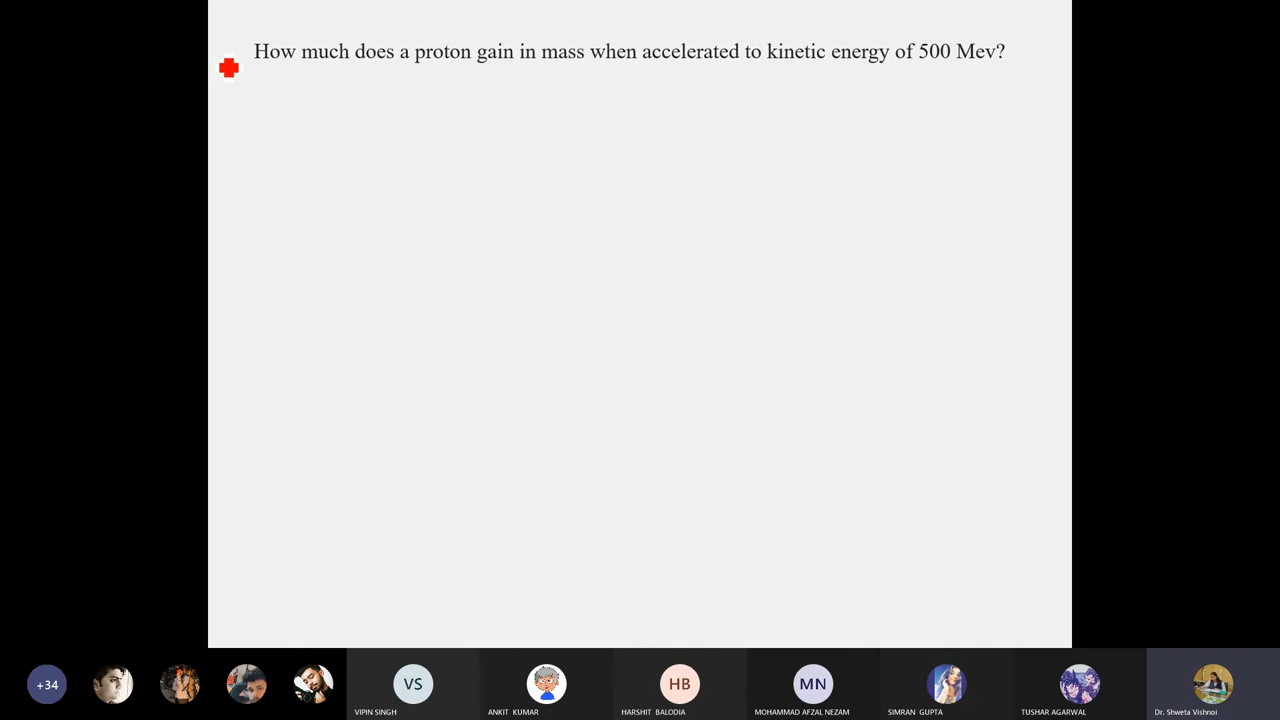 How much does a proton gain in mass when accelerated to kinetic energy of 500 Mev?
+34
VS
HB
MN
VIPIN SINGH
ANKIT KUMAR
HARSHIT BALODIA
MOHAMMAD AFZAL NEZAM
SIMRAN GUPTA
TUSHAR AGARWAL
Dr. Shweta Vishnoi